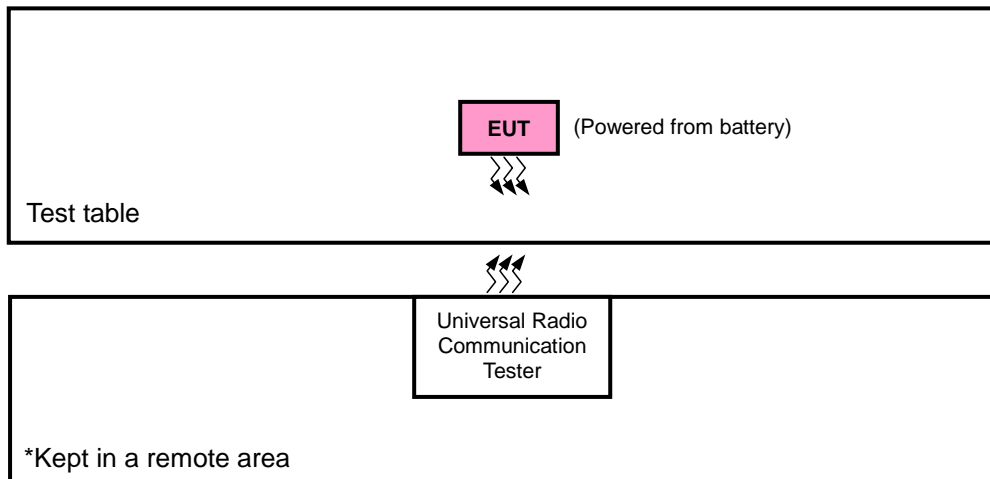 EUT
(Powered from battery)
Test table
Universal Radio
Communication
Tester
*Kept in a remote area